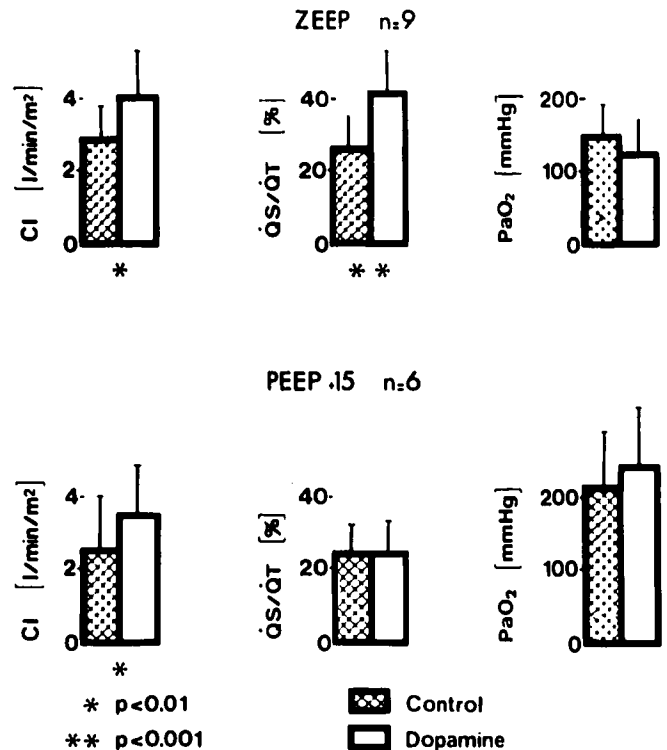 ZEEP n=9
CI [l/min/m²]
4
2
0
*
Q̇S/Q̇T [%]
40
20
0
* *
PaO₂ [mmHg]
200
100
0
PEEP +15 n=6
CI [l/min/m²]
4
2
0
*
Q̇S/Q̇T [%]
40
20
0
PaO₂ [mmHg]
200
100
0
* p<0.01
** p<0.001
Control
Dopamine